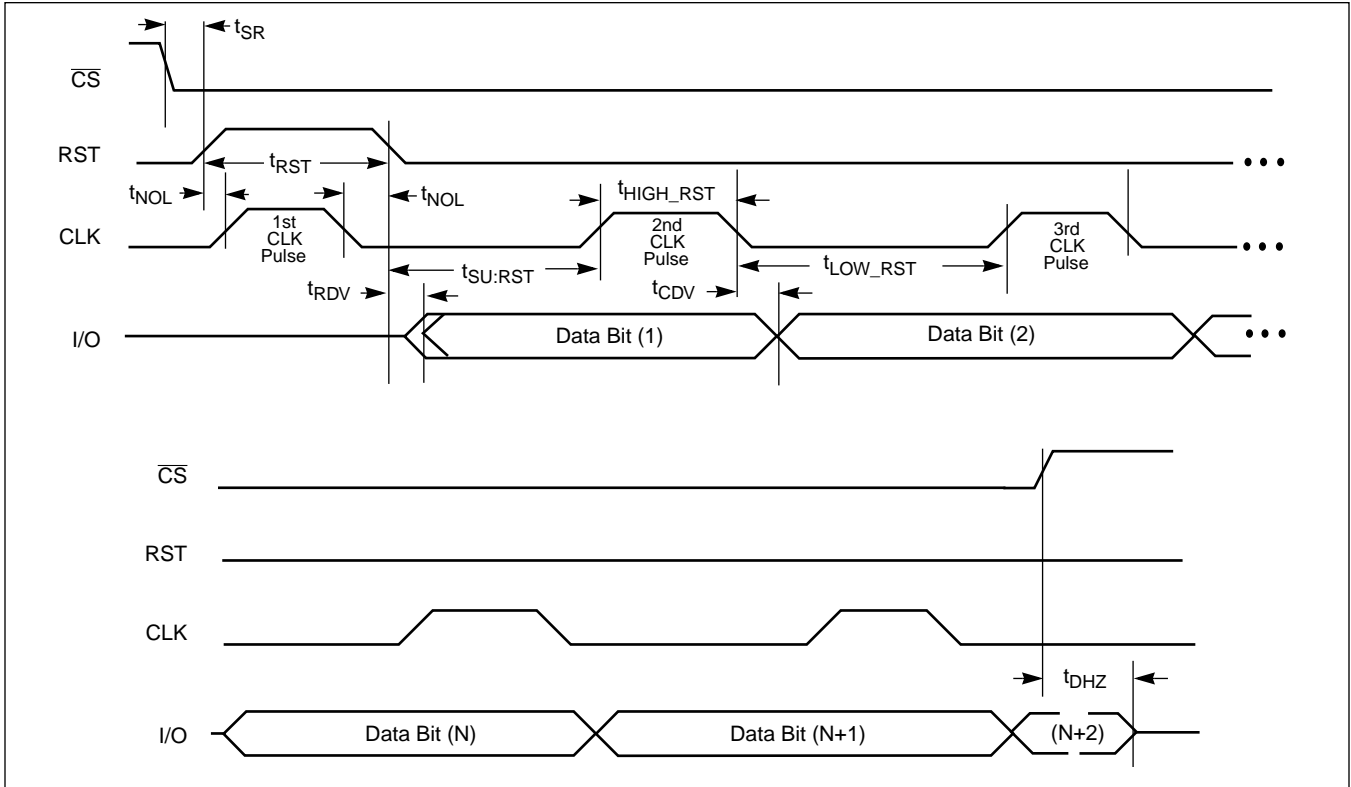 tSR
CS
RST
tRST
tNOL
tNOL
tHIGH_RST
CLK
1st
CLK
Pulse
2nd
CLK
Pulse
3rd
CLK
Pulse
tSU:RST
tLOW_RST
tRDV
tCDV
I/O
Data Bit (1)
Data Bit (2)
CS
RST
CLK
tDHZ
I/O
Data Bit (N)
Data Bit (N+1)
(N+2)